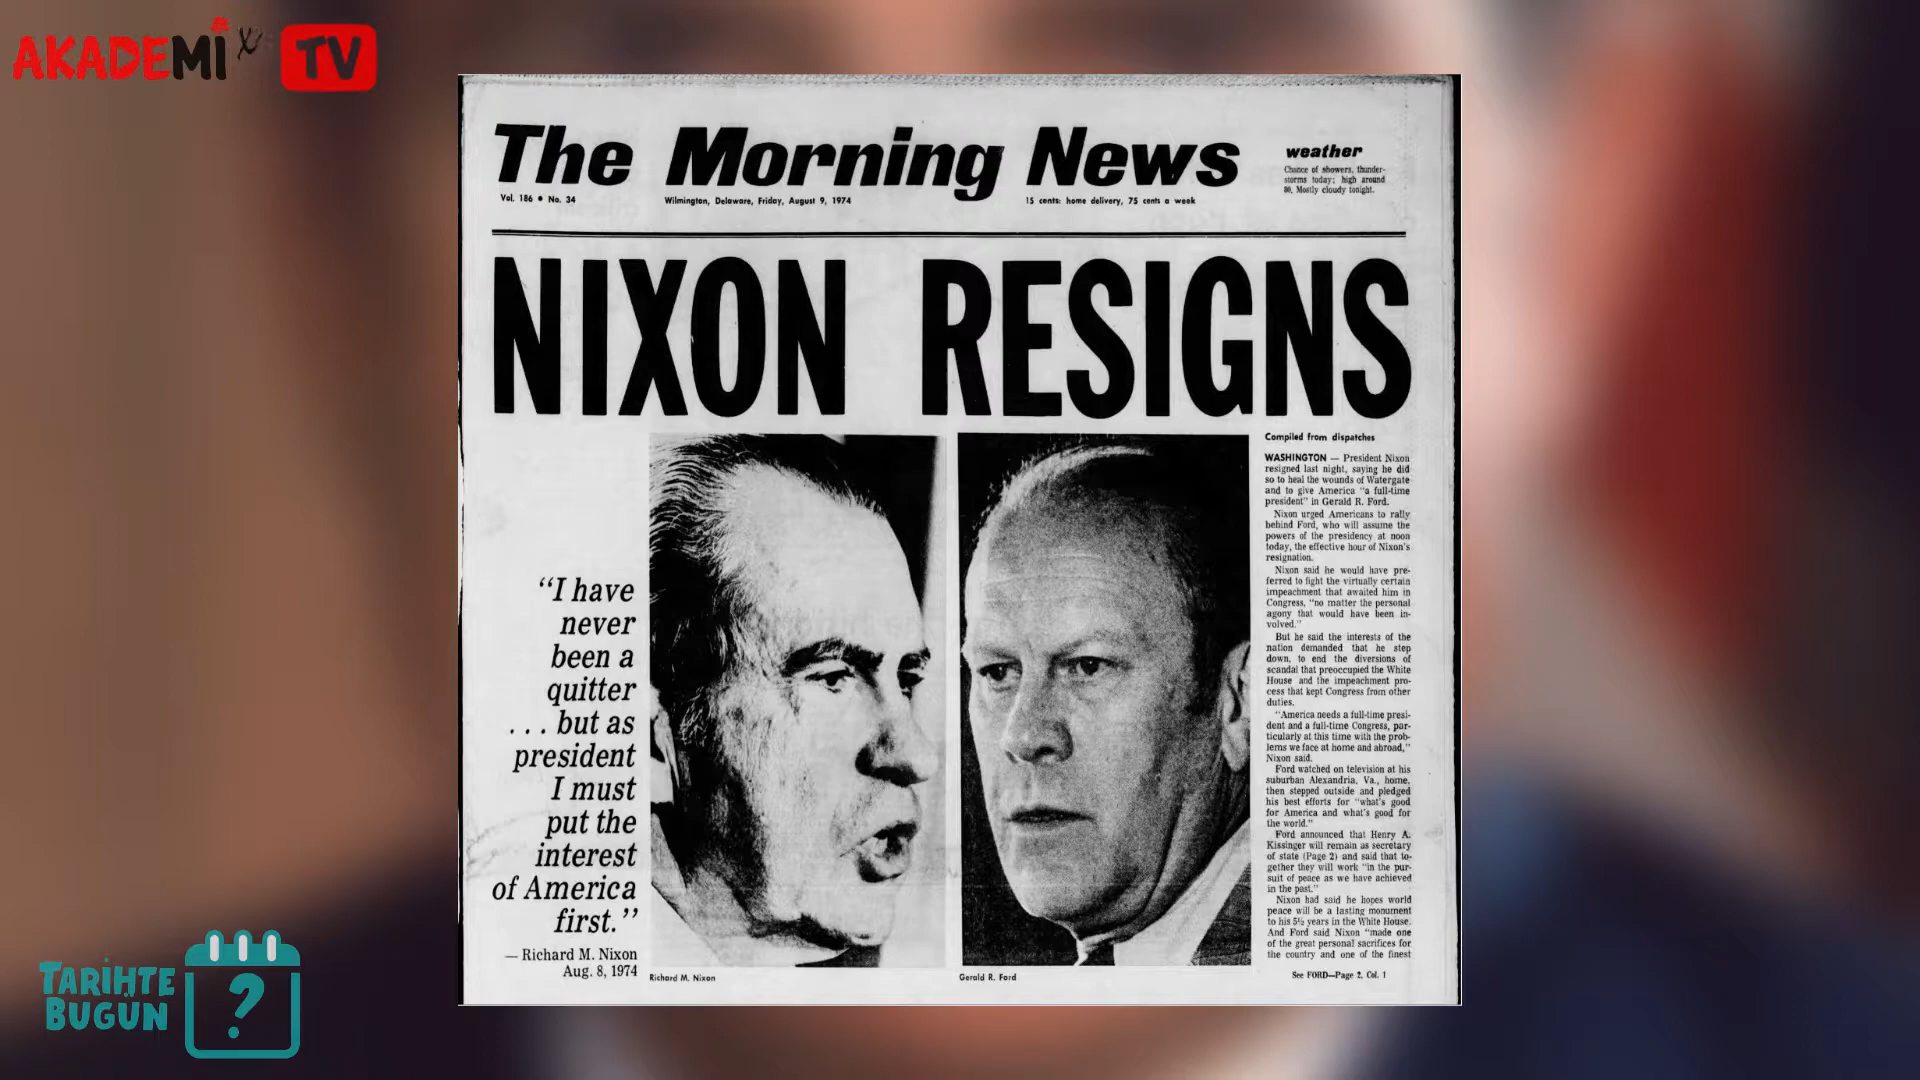 AKADEMİ TV
The Morning News
weather
Chance of showers, thunder-
storms today; high around
80. Mostly cloudy tonight.
Vol. 186 • No. 34
Wilmington, Delaware, Friday, August 9, 1974
15 cents: home delivery, 75 cents a week
NIXON RESIGNS
“I have
never
been a
quitter
. . . but as
president
I must
put the
interest
of America
first.”
— Richard M. Nixon
Aug. 8, 1974
Richard M. Nixon
Gerald R. Ford
Compiled from dispatches
WASHINGTON — President Nixon
resigned last night, saying he did
so to heal the wounds of Watergate
and to give America “a full-time
president” in Gerald R. Ford.
Nixon urged Americans to rally
behind Ford, who will assume the
powers of the presidency at noon
today, the effective hour of Nixon's
resignation.
Nixon said he would have pre-
ferred to fight the virtually certain
impeachment that awaited him in
Congress, “no matter the personal
agony that would have been in-
volved.”
But he said the interests of the
nation demanded that he step
down, to end the diversions of
scandal that preoccupied the White
House and the impeachment pro-
cess that kept Congress from other
duties.
“America needs a full-time presi-
dent and a full-time Congress, par-
ticularly at this time with the prob-
lems we face at home and abroad,”
Nixon said.
Ford watched on television at his
suburban Alexandria, Va., home,
then stepped outside and pledged
his best efforts for “what's good
for America and what's good for
the world.”
Ford announced that Henry A.
Kissinger will remain as secretary
of state (Page 2) and said that to-
gether they will work “in the pur-
suit of peace as we have achieved
in the past.”
Nixon had said he hopes world
peace will be a lasting monument
to his 5½ years in the White House.
And Ford said Nixon “made one
of the great personal sacrifices for
the country and one of the finest
See FORD—Page 2, Col. 1
TARİHTE
BUGÜN
?